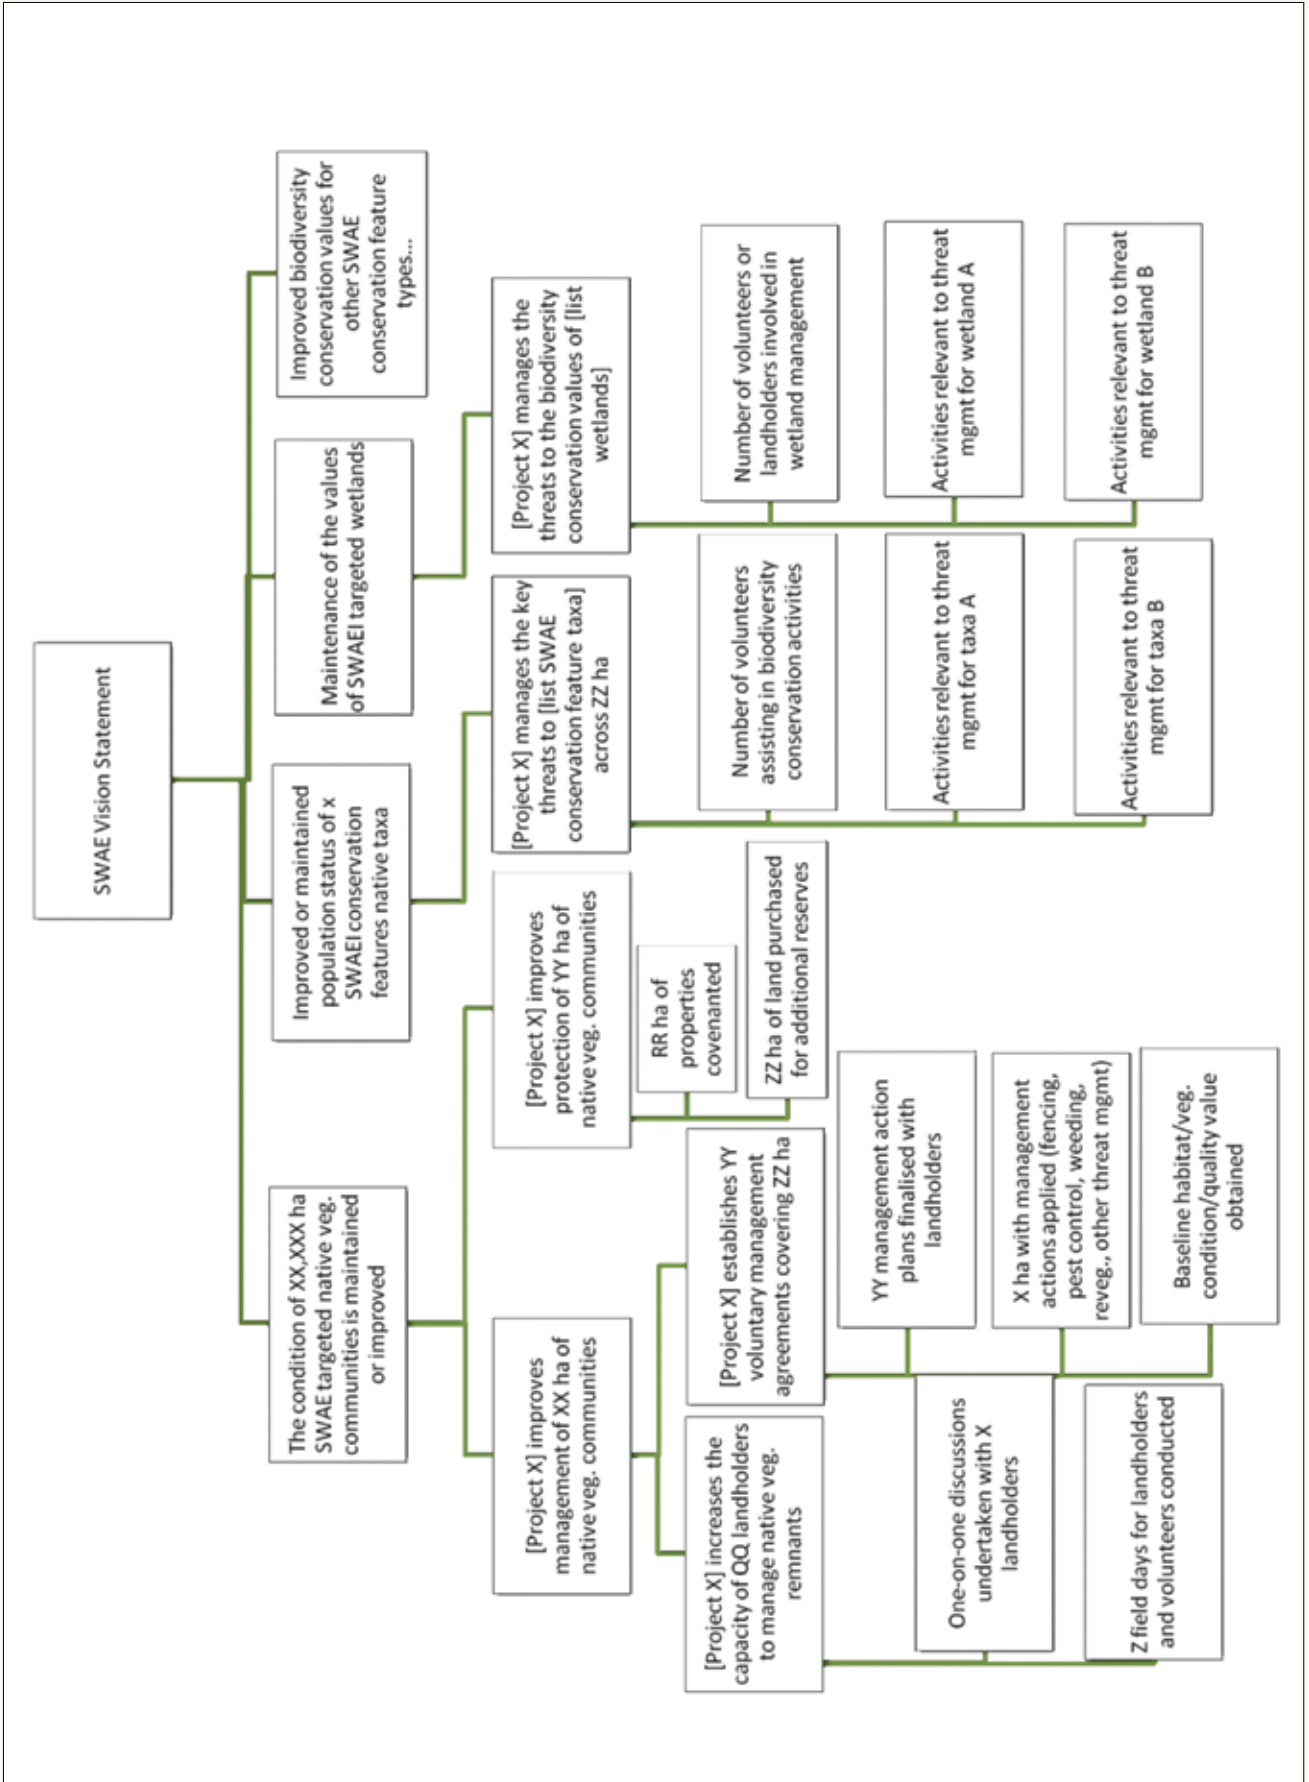 SWAE Vision Statement
The condition of XX,XXX ha
SWAE targeted native veg.
communities is maintained
or improved
Improved or maintained
population status of x
SWAEI conservation
features native taxa
Maintenance of the values
of SWAEI targeted wetlands
Improved biodiversity
conservation values for
other SWAE
conservation feature
types...
[Project X] improves
management of XX ha of
native veg. communities
[Project X] improves
protection of YY ha of
native veg. communities
[Project X] manages the key
threats to [list SWAE
conservation feature taxa]
across ZZ ha
[Project X] manages the
threats to the biodiversity
conservation values of [list
wetlands]
[Project X] increases the
capacity of QQ landholders
to manage native veg.
remnants
[Project X] establishes YY
voluntary management
agreements covering ZZ ha
RR ha of
properties
covenanted
ZZ ha of land purchased
for additional reserves
Number of volunteers
assisting in biodiversity
conservation activities
Number of volunteers or
landholders involved in
wetland management
One-on-one discussions
undertaken with X
landholders
YY management action
plans finalised with
landholders
Activities relevant to threat
mgmt for taxa A
Activities relevant to threat
mgmt for wetland A
Z field days for landholders
and volunteers conducted
X ha with management
actions applied (fencing,
pest control, weeding,
reveg., other threat mgmt)
Baseline habitat/veg.
condition/quality value
obtained
Activities relevant to threat
mgmt for taxa B
Activities relevant to threat
mgmt for wetland B